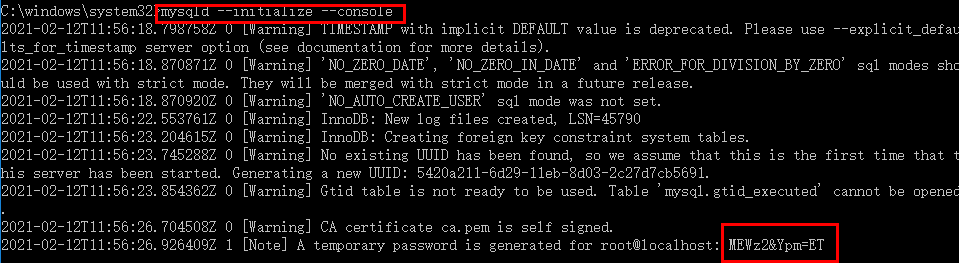 C:\windows\system32>mysqld --initialize --console
2021-02-12T11:56:18.798758Z 0 [Warning] TIMESTAMP with implicit DEFAULT value is deprecated. Please use --explicit_defau
lts_for_timestamp server option (see documentation for more details).
2021-02-12T11:56:18.870871Z 0 [Warning] 'NO_ZERO_DATE', 'NO_ZERO_IN_DATE' and 'ERROR_FOR_DIVISION_BY_ZERO' sql modes sho
uld be used with strict mode. They will be merged with strict mode in a future release.
2021-02-12T11:56:18.870920Z 0 [Warning] 'NO_AUTO_CREATE_USER' sql mode was not set.
2021-02-12T11:56:22.553761Z 0 [Warning] InnoDB: New log files created, LSN=45790
2021-02-12T11:56:23.204615Z 0 [Warning] InnoDB: Creating foreign key constraint system tables.
2021-02-12T11:56:23.745288Z 0 [Warning] No existing UUID has been found, so we assume that this is the first time that t
his server has been started. Generating a new UUID: 5420a211-6d29-11eb-8d03-2c27d7cb5691.
2021-02-12T11:56:23.854362Z 0 [Warning] Gtid table is not ready to be used. Table 'mysql.gtid_executed' cannot be opened
.
2021-02-12T11:56:26.704508Z 0 [Warning] CA certificate ca.pem is self signed.
2021-02-12T11:56:26.926409Z 1 [Note] A temporary password is generated for root@localhost: MEWz2&Ypm=ET